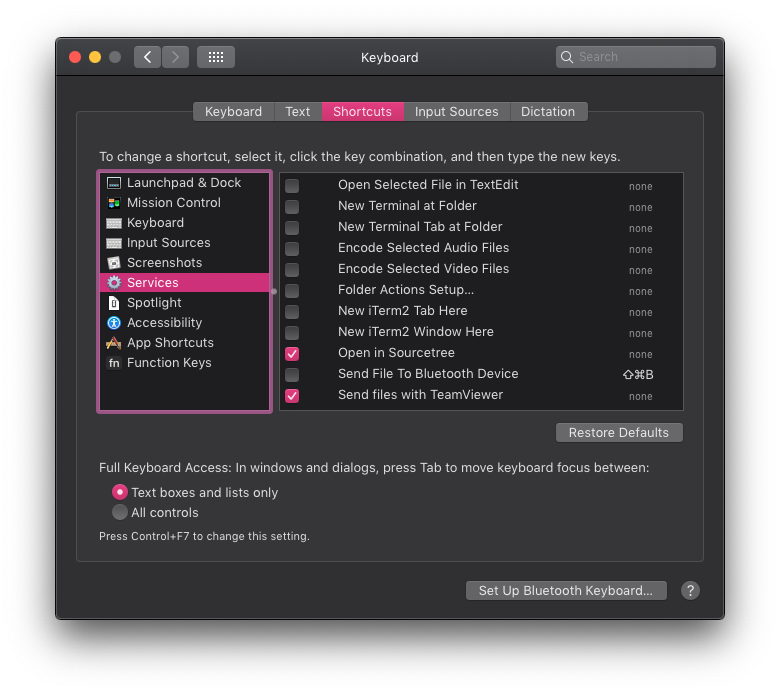 Keyboard
Search
Keyboard Text Shortcuts Input Sources Dictation
To change a shortcut, select it, click the key combination, and then type the new keys.
Launchpad & Dock
Mission Control
Keyboard
Input Sources
Screenshots
Services
Spotlight
Accessibility
App Shortcuts
fn Function Keys
Open Selected File in TextEdit none
New Terminal at Folder none
New Terminal Tab at Folder none
Encode Selected Audio Files none
Encode Selected Video Files none
Folder Actions Setup... none
New iTerm2 Tab Here none
New iTerm2 Window Here none
Open in Sourcetree none
Send File To Bluetooth Device ⇧⌘B
Send files with TeamViewer none
Restore Defaults
Full Keyboard Access: In windows and dialogs, press Tab to move keyboard focus between:
Text boxes and lists only
All controls
Press Control+F7 to change this setting.
Set Up Bluetooth Keyboard... ?